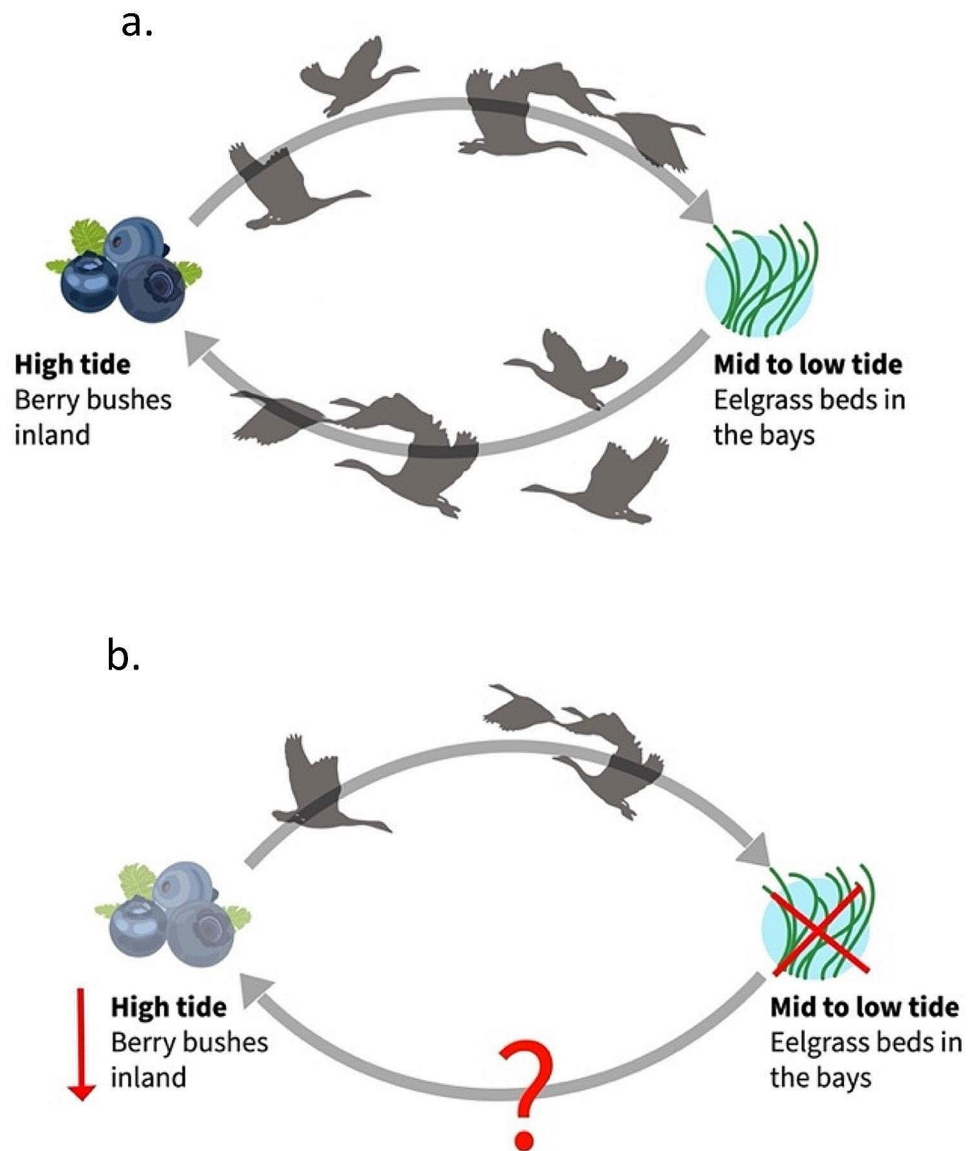 a.
High tide
Berry bushes
inland
Mid to low tide
Eelgrass beds in
the bays
b.
High tide
Berry bushes
inland
Mid to low tide
Eelgrass beds in
the bays
?